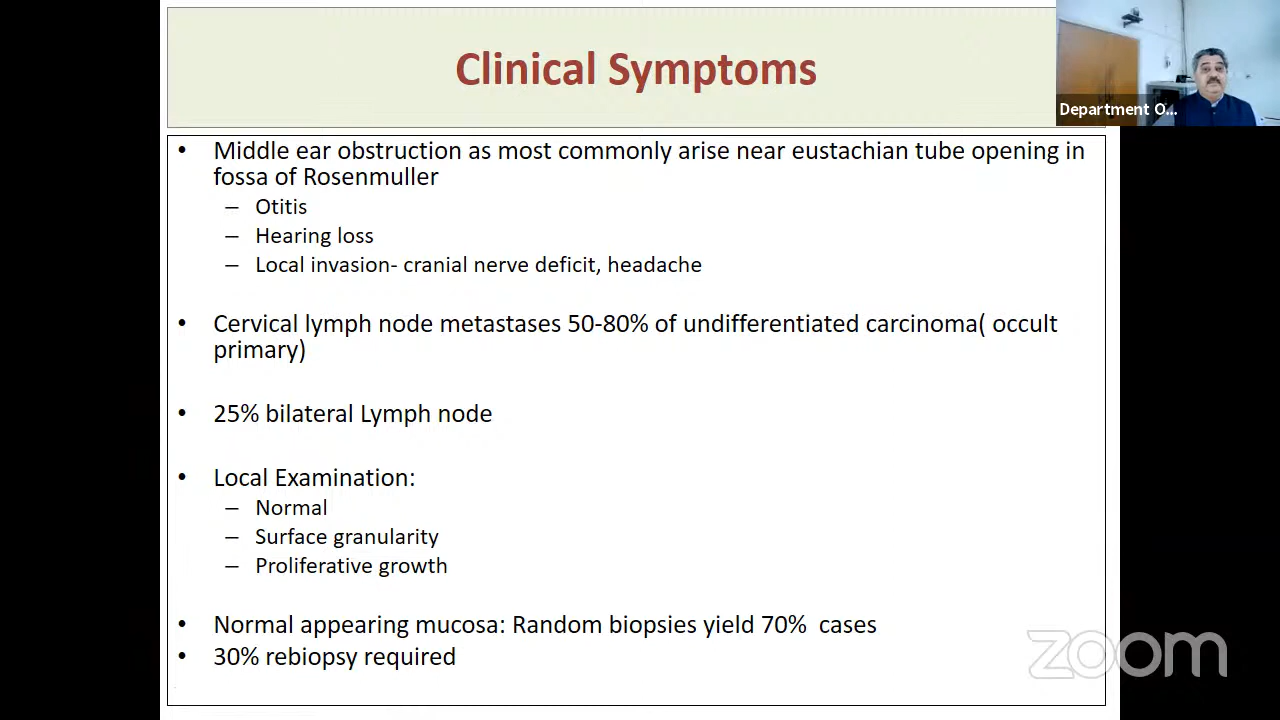 Clinical Symptoms
Department O...
• Middle ear obstruction as most commonly arise near eustachian tube opening in
fossa of Rosenmuller
– Otitis
– Hearing loss
– Local invasion- cranial nerve deficit, headache
• Cervical lymph node metastases 50-80% of undifferentiated carcinoma( occult
primary)
• 25% bilateral Lymph node
• Local Examination:
– Normal
– Surface granularity
– Proliferative growth
• Normal appearing mucosa: Random biopsies yield 70% cases
• 30% rebiopsy required
zoom